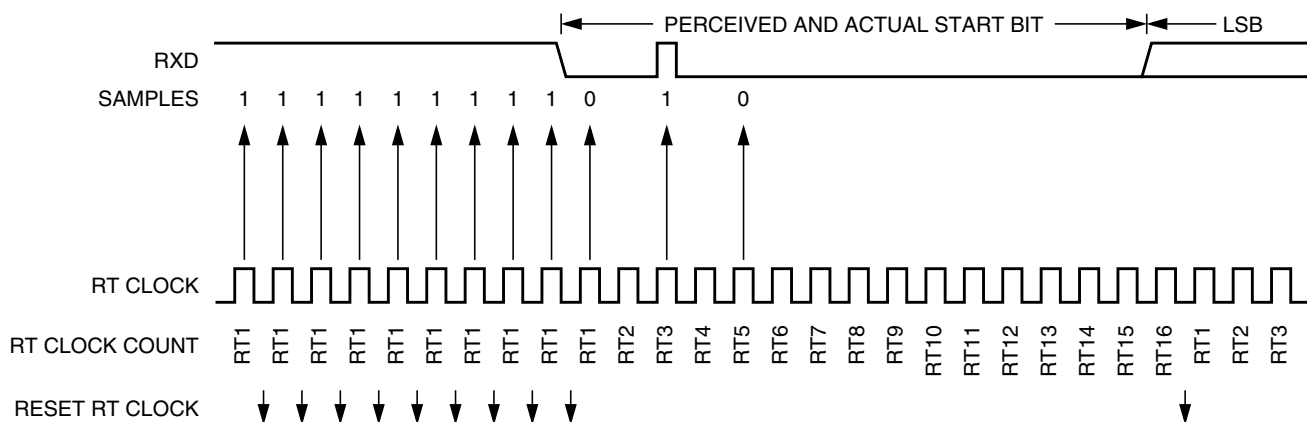 PERCEIVED AND ACTUAL START BIT LSB
RXD
SAMPLES 1 1 1 1 1 1 1 1 1 0 1 0
RT CLOCK
RT CLOCK COUNT RT1 RT1 RT1 RT1 RT1 RT1 RT1 RT1 RT1 RT1 RT2 RT3 RT4 RT5 RT6 RT7 RT8 RT9 RT10 RT11 RT12 RT13 RT14 RT15 RT16 RT1 RT2 RT3
RESET RT CLOCK